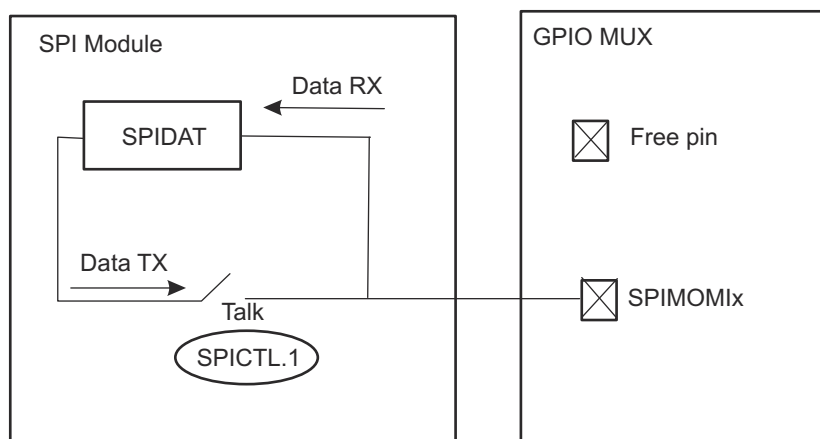 SPI Module
GPIO MUX
Data RX
SPIDAT
Free pin
Data TX
Talk
SPIMOMIx
SPICTL.1